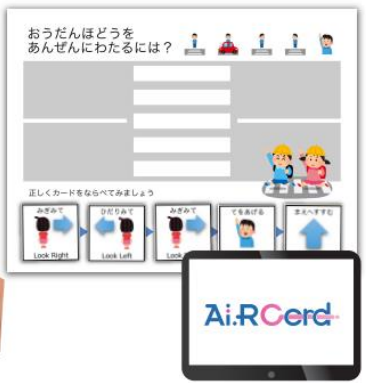 おうだんほどうを
あんぜんにわたるには？
正しくカードをならべてみましょう
みぎみて
ひだりみて
みぎみて
てをあげる
まえへすすむ
Look Right
Look Left
Look
Ai.RCord